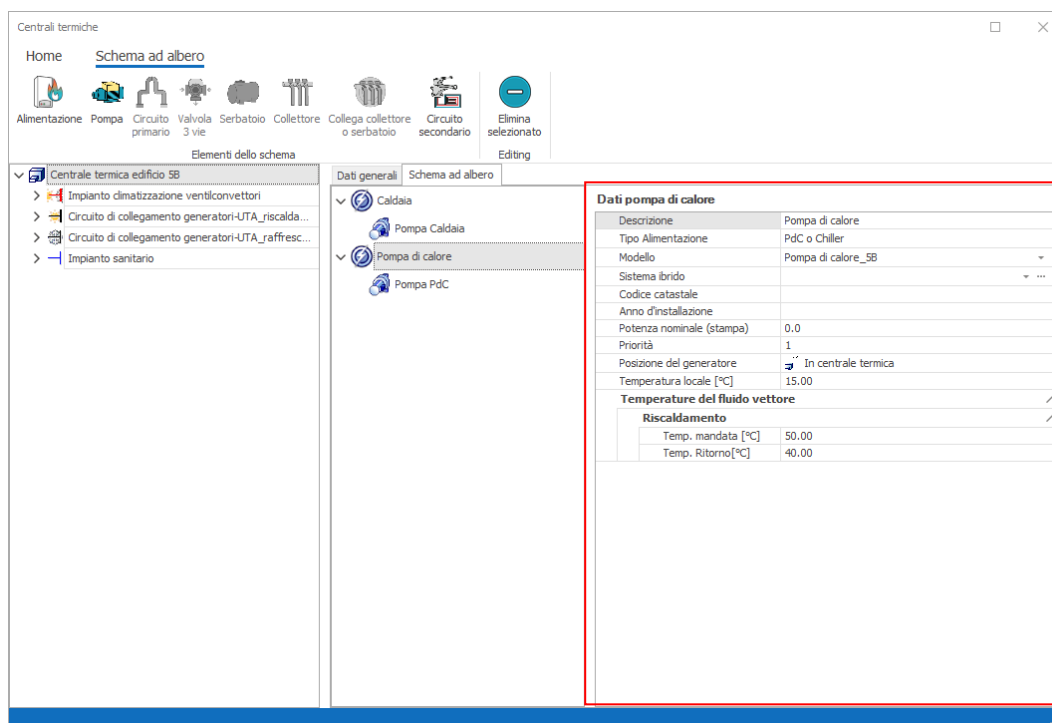 Centrali termiche
Home Schema ad albero
Alimentazione Pompa Circuito primario Valvola 3 vie Serbatoio Collettore Collega collettore o serbatoio Circuito secondario Elimina selezionato
Elementi dello schema Editing
Centrale termica edificio 5B
Impianto climatizzazione ventilconvettori
Circuito di collegamento generatori-UTA_riscalda...
Circuito di collegamento generatori-UTA_raffresc...
Impianto sanitario
Dati generali Schema ad albero
Caldaia
Pompa Caldaia
Pompa di calore
Pompa PdC
Dati pompa di calore
Descrizione Pompa di calore
Tipo Alimentazione PdC o Chiller
Modello Pompa di calore_5B
Sistema ibrido ...
Codice catastale
Anno d'installazione
Potenza nominale (stampa) 0.0
Priorità 1
Posizione del generatore In centrale termica
Temperatura locale [°C] 15.00
Temperature del fluido vettore
Riscaldamento
Temp. mandata [°C] 50.00
Temp. Ritorno[°C] 40.00